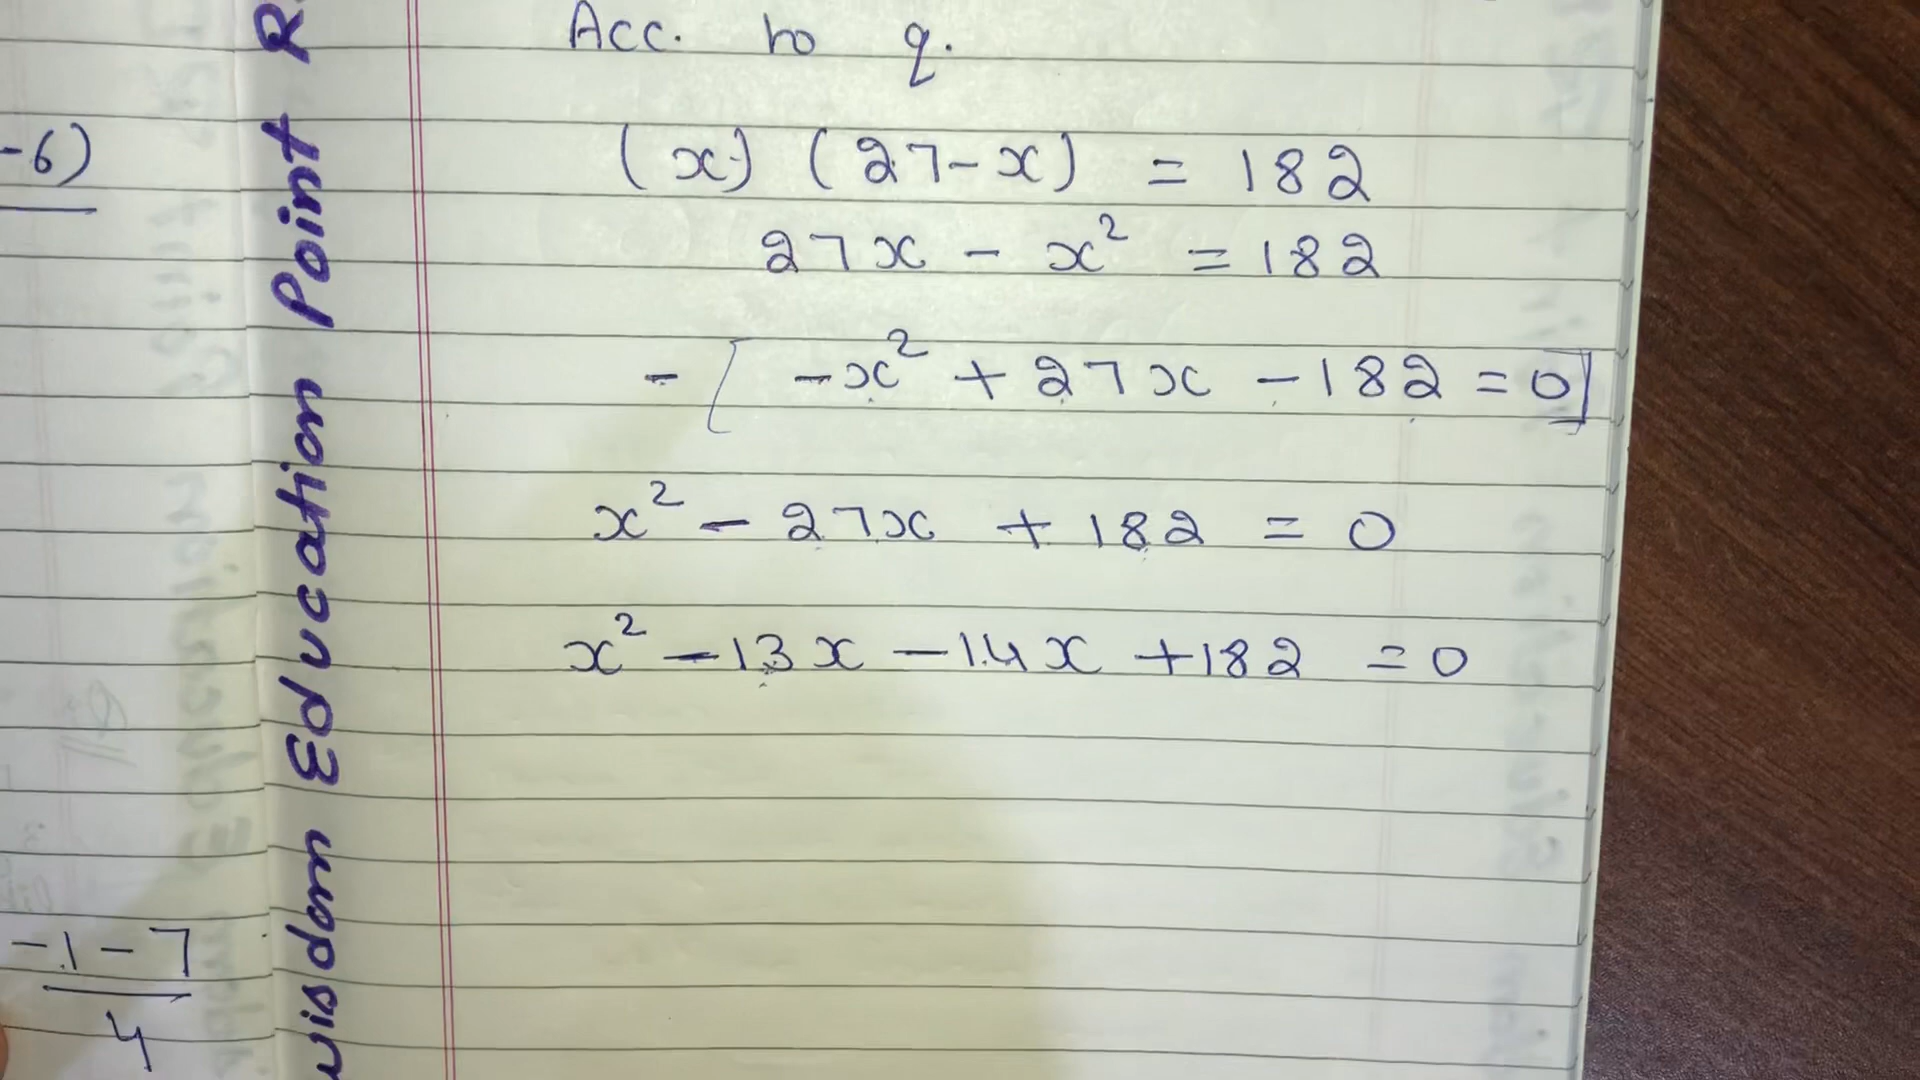 Acc. to q.
(x) (27-x) = 182
27x - x² = 182
- [ -x² + 27x - 182 = 0]
x² - 27x + 182 = 0
x² - 13x - 14x + 182 = 0
-6)
-1-7
4
Wisdom Education Point R